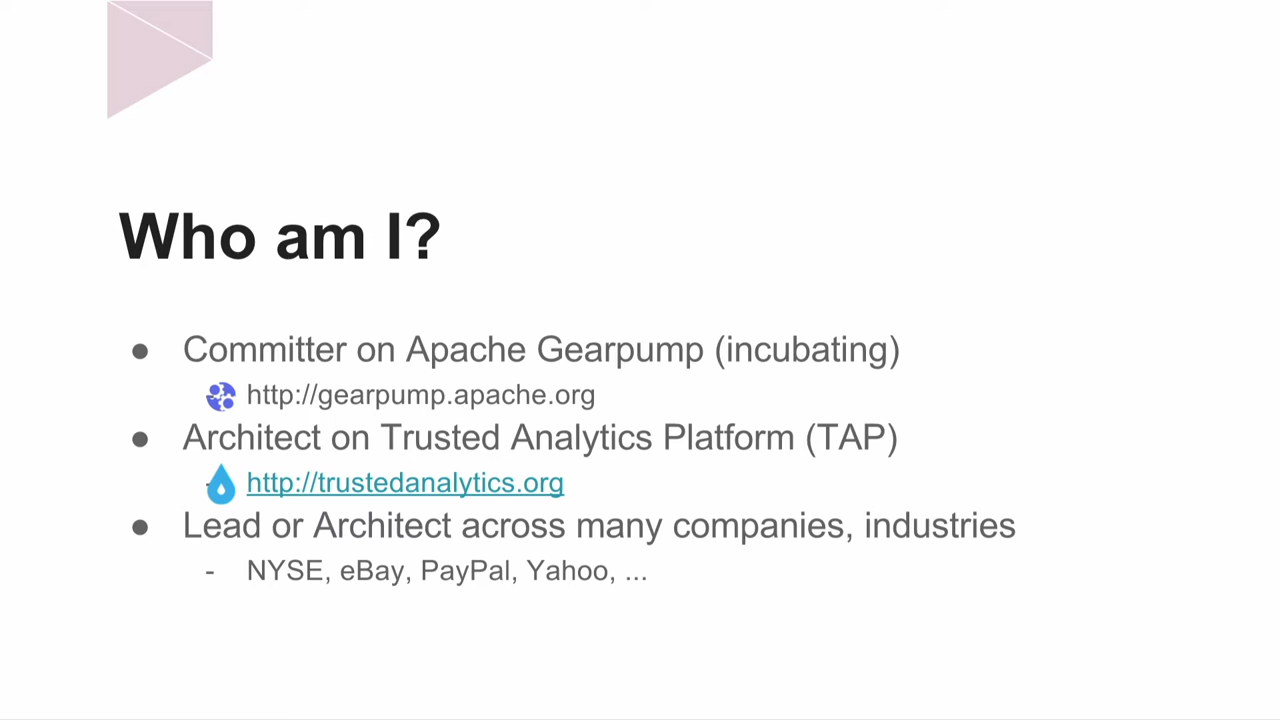 Who am I?
● Committer on Apache Gearpump (incubating)
http://gearpump.apache.org
● Architect on Trusted Analytics Platform (TAP)
http://trustedanalytics.org
● Lead or Architect across many companies, industries
- NYSE, eBay, PayPal, Yahoo, ...